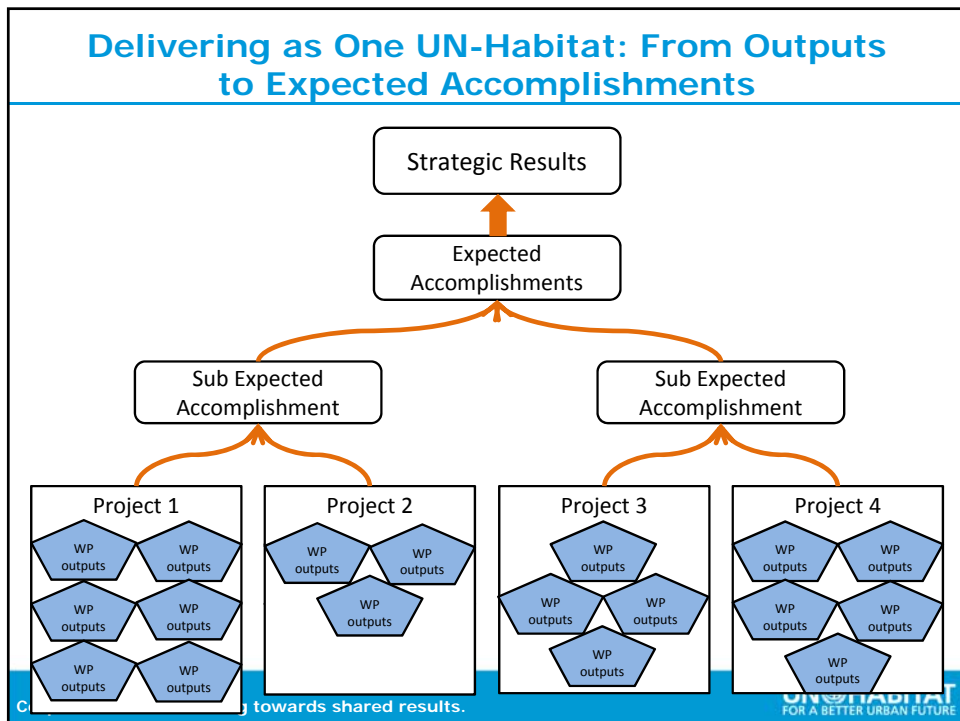 Delivering as One UN-Habitat: From Outputs
to Expected Accomplishments
Strategic Results
Expected
Accomplishments
Sub Expected
Accomplishment
Sub Expected
Accomplishment
Project 1
WP
outputs
WP
outputs
WP
outputs
WP
outputs
WP
outputs
WP
outputs
Project 2
WP
outputs
WP
outputs
WP
outputs
Project 3
WP
outputs
WP
outputs
WP
outputs
WP
outputs
Project 4
WP
outputs
WP
outputs
WP
outputs
WP
outputs
WP
outputs
towards shared results.
UN HABITAT
FOR A BETTER URBAN FUTURE